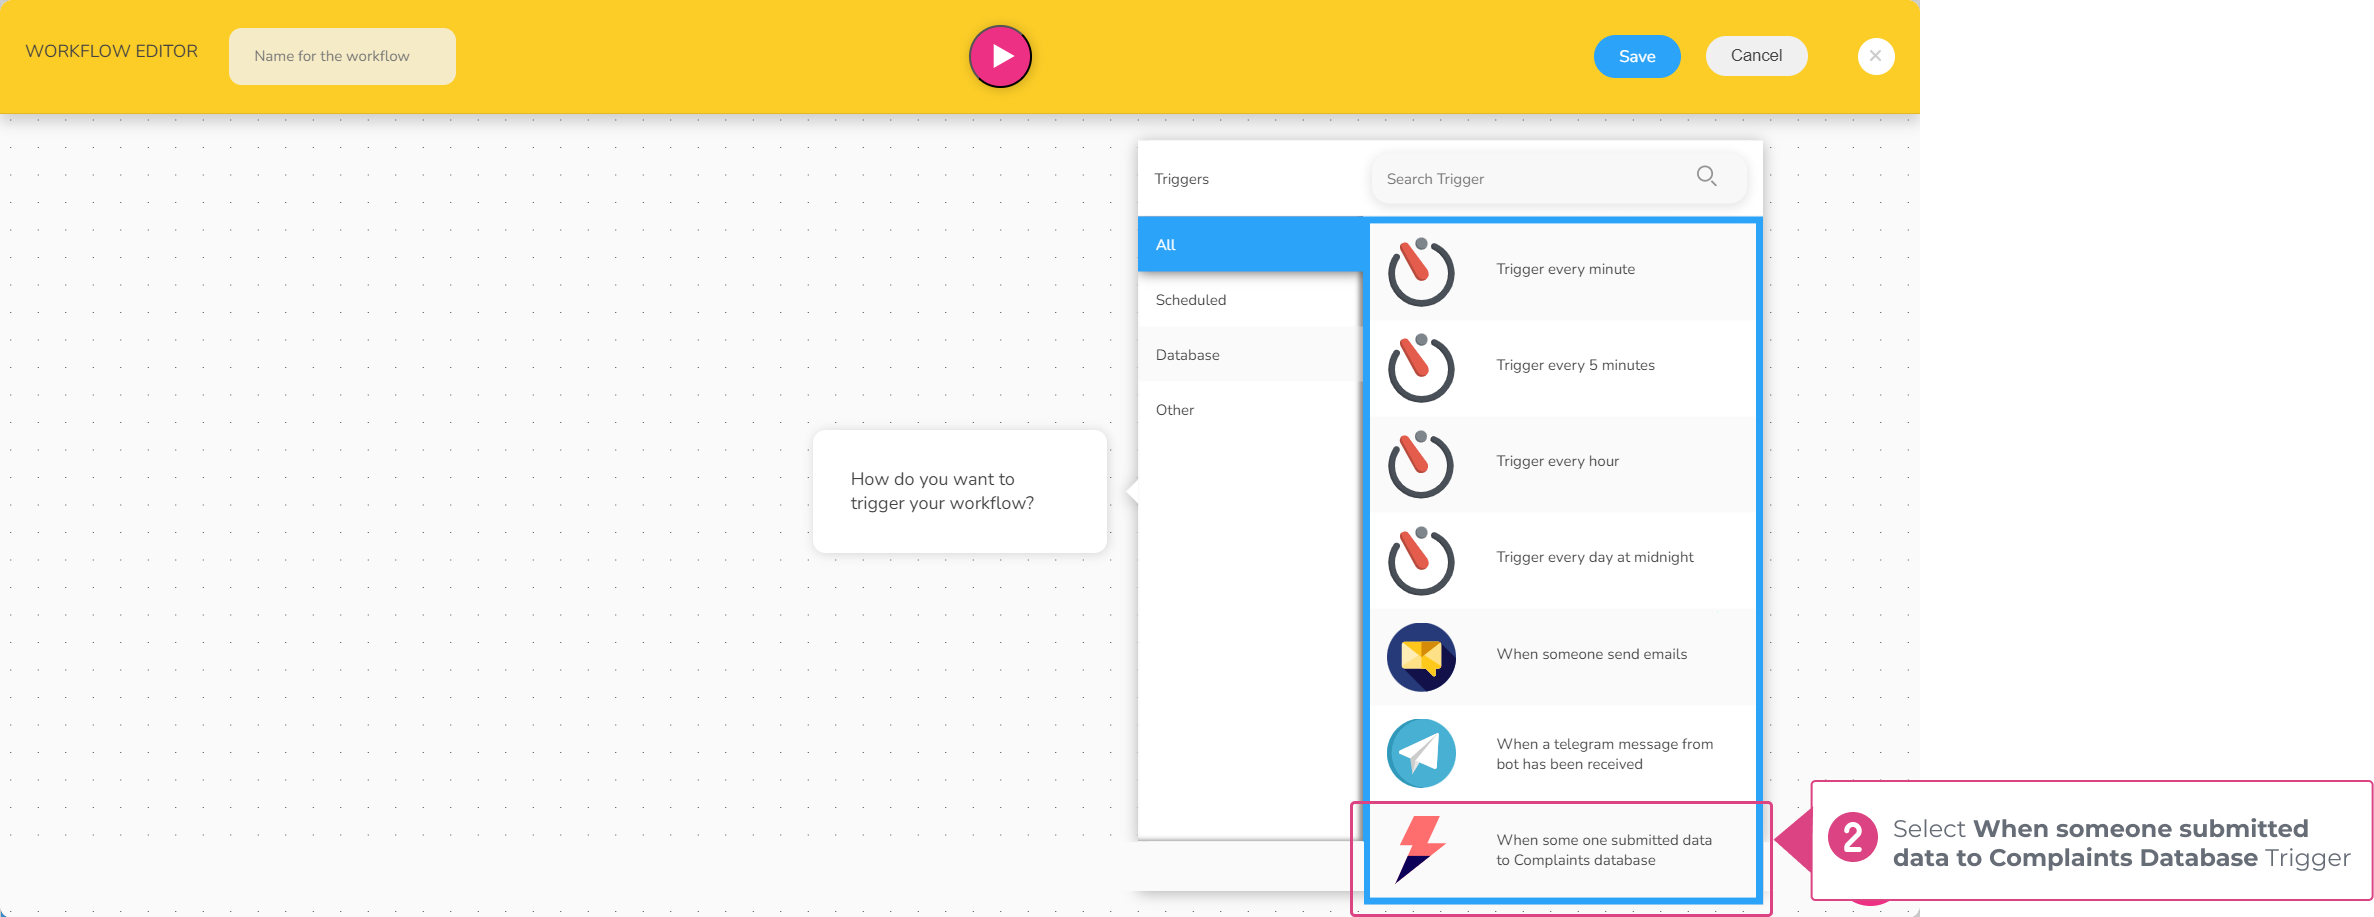 WORKFLOW EDITOR
Name for the workflow
Save
Cancel
Triggers
Search Trigger
All
Scheduled
Database
Other
How do you want to
trigger your workflow?
Trigger every minute
Trigger every 5 minutes
Trigger every hour
Trigger every day at midnight
When someone send emails
When a telegram message from
bot has been received
When some one submitted data
to Complaints database
2
Select When someone submitted
data to Complaints Database Trigger